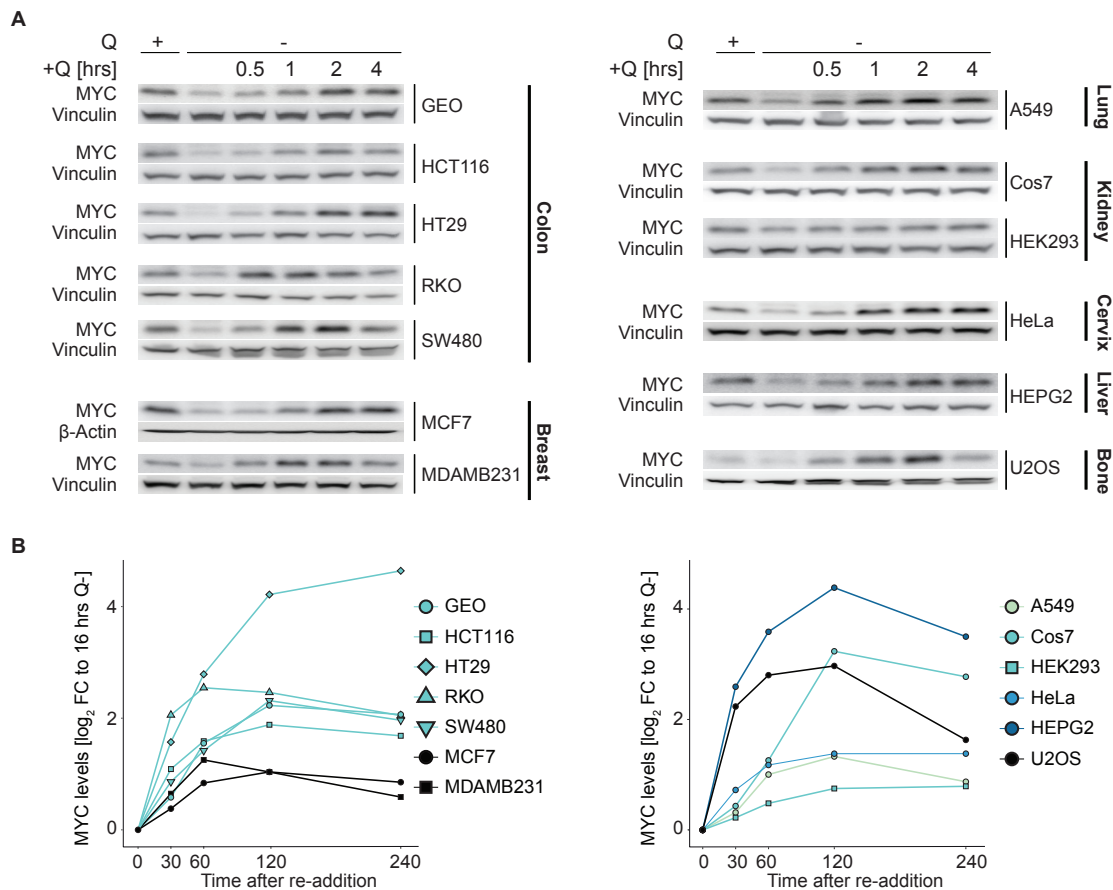 A
Q + -
+Q [hrs] 0.5 1 2 4
MYC
Vinculin
GEO
MYC
Vinculin
HCT116
MYC
Vinculin
HT29
MYC
Vinculin
RKO
MYC
Vinculin
SW480
Colon
MYC
β-Actin
MCF7
MYC
Vinculin
MDAMB231
Breast
Q + -
+Q [hrs] 0.5 1 2 4
MYC
Vinculin
A549
Lung
MYC
Vinculin
Cos7
MYC
Vinculin
HEK293
Kidney
MYC
Vinculin
HeLa
Cervix
MYC
Vinculin
HEPG2
Liver
MYC
Vinculin
U2OS
Bone
B
MYC levels [log₂ FC to 16 hrs Q-]
4
2
0
0 30 60 120 240
Time after re-addition
GEO
HCT116
HT29
RKO
SW480
MCF7
MDAMB231
MYC levels [log₂ FC to 16 hrs Q-]
4
2
0
0 30 60 120 240
Time after re-addition
A549
Cos7
HEK293
HeLa
HEPG2
U2OS